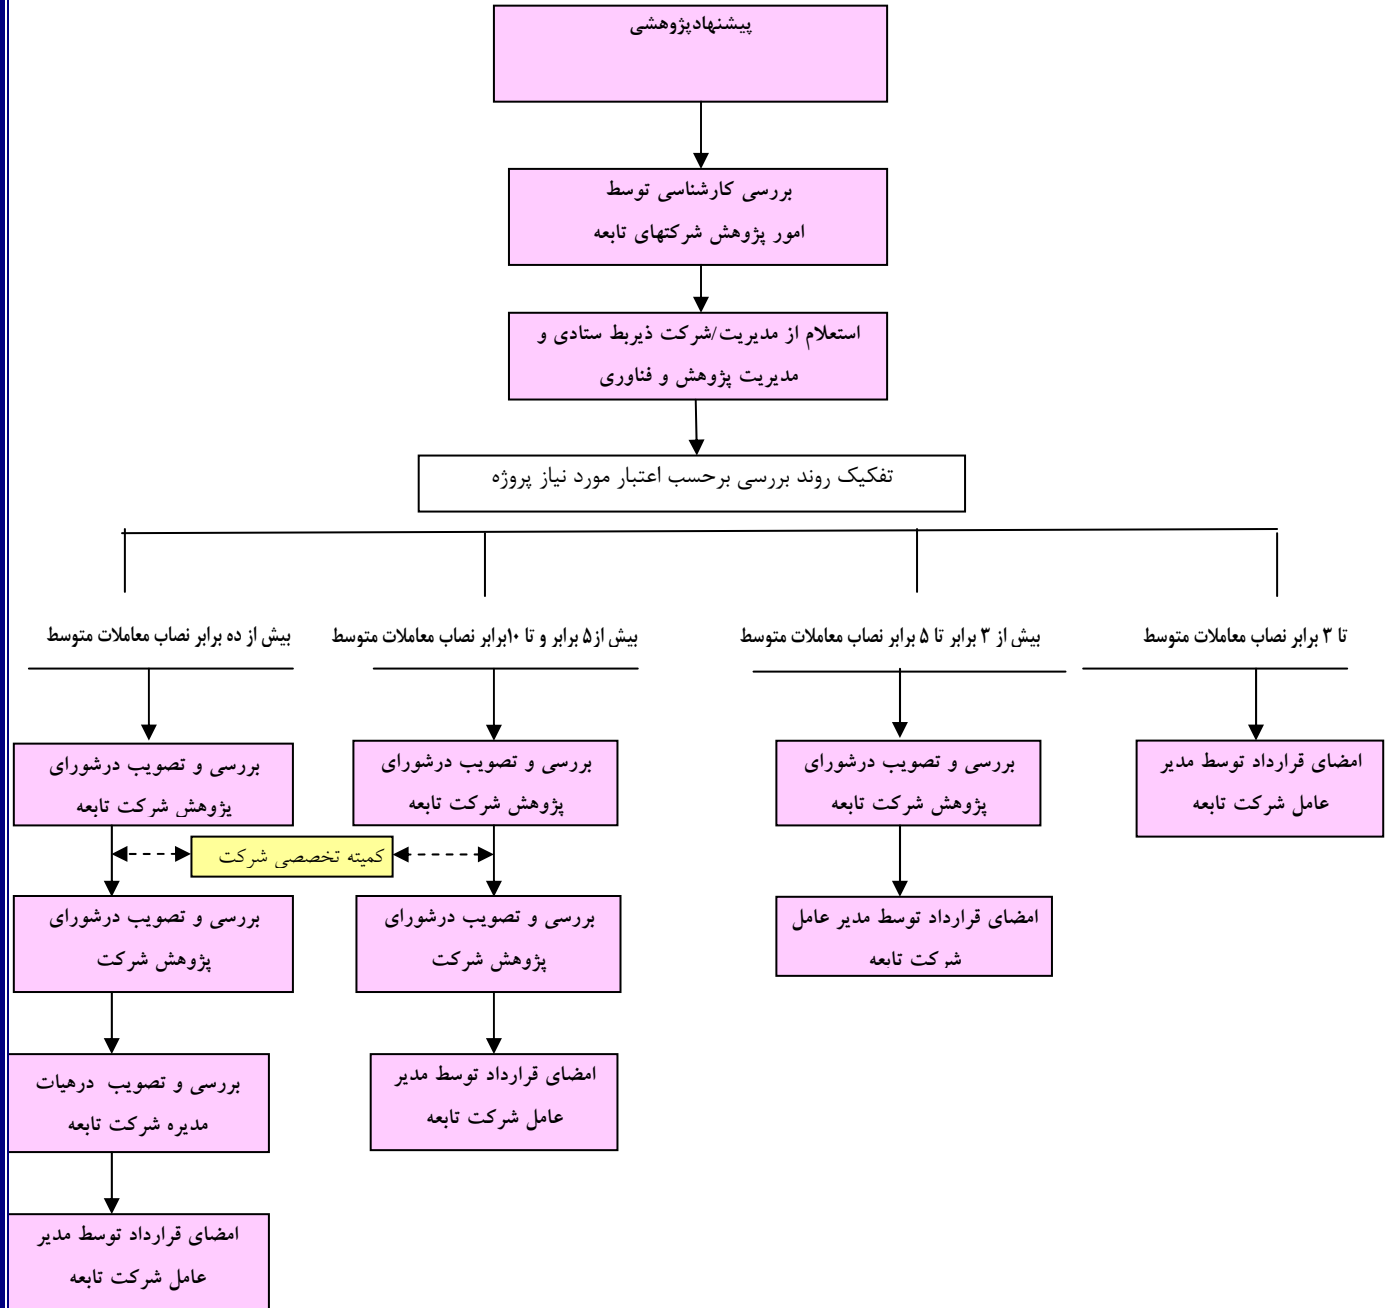 پیشنهادپژوهشی
بررسی کارشناسی توسط
امور پژوهش شرکتهای تابعه
استعلام از مدیریت/شرکت ذیربط ستادی و
مدیریت پژوهش و فناوری
تفکیک روند بررسی برحسب اعتبار مورد نیاز پروژه
تا ۳ برابر نصاب معاملات متوسط
بیش از ۳ برابر تا ۵ برابر نصاب معاملات متوسط
بیش از۵ برابر و تا ۱۰برابر نصاب معاملات متوسط
بیش از ده برابر نصاب معاملات متوسط
امضای قرارداد توسط مدیر
عامل شرکت تابعه
بررسی و تصویب درشورای
پژوهش شرکت تابعه
بررسی و تصویب درشورای
پژوهش شرکت تابعه
بررسی و تصویب درشورای
پژوهش شرکت تابعه
کمیته تخصصی شرکت
امضای قرارداد توسط مدیر عامل
شرکت تابعه
بررسی و تصویب درشورای
پژوهش شرکت
بررسی و تصویب درشورای
پژوهش شرکت
امضای قرارداد توسط مدیر
عامل شرکت تابعه
بررسی و تصویب درهیات
مدیره شرکت تابعه
امضای قرارداد توسط مدیر
عامل شرکت تابعه